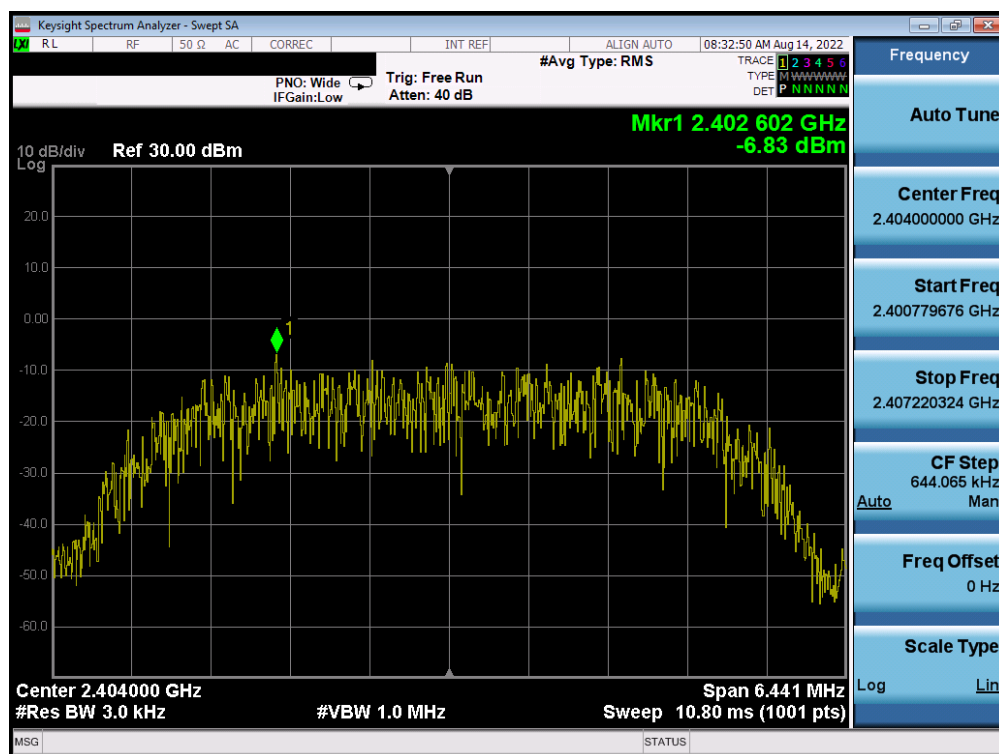 Keysight Spectrum Analyzer - Swept SA
LXI RL RF 50 Ω AC CORREC INT REF ALIGN AUTO 08:32:50 AM Aug 14, 2022
PNO: Wide
IFGain:Low
Trig: Free Run
Atten: 40 dB
#Avg Type: RMS
TRACE 1 2 3 4 5 6
TYPE M WWWWW
DET P N N N N N
Mkr1 2.402 602 GHz
-6.83 dBm
10 dB/div
Log
Ref 30.00 dBm
20.0
10.0
0.00
-10.0
-20.0
-30.0
-40.0
-50.0
-60.0
1
Center 2.404000 GHz
Span 6.441 MHz
#Res BW 3.0 kHz
#VBW 1.0 MHz
Sweep 10.80 ms (1001 pts)
MSG
STATUS
Frequency
Auto Tune
Center Freq
2.404000000 GHz
Start Freq
2.400779676 GHz
Stop Freq
2.407220324 GHz
CF Step
644.065 kHz
Auto Man
Freq Offset
0 Hz
Scale Type
Log Lin